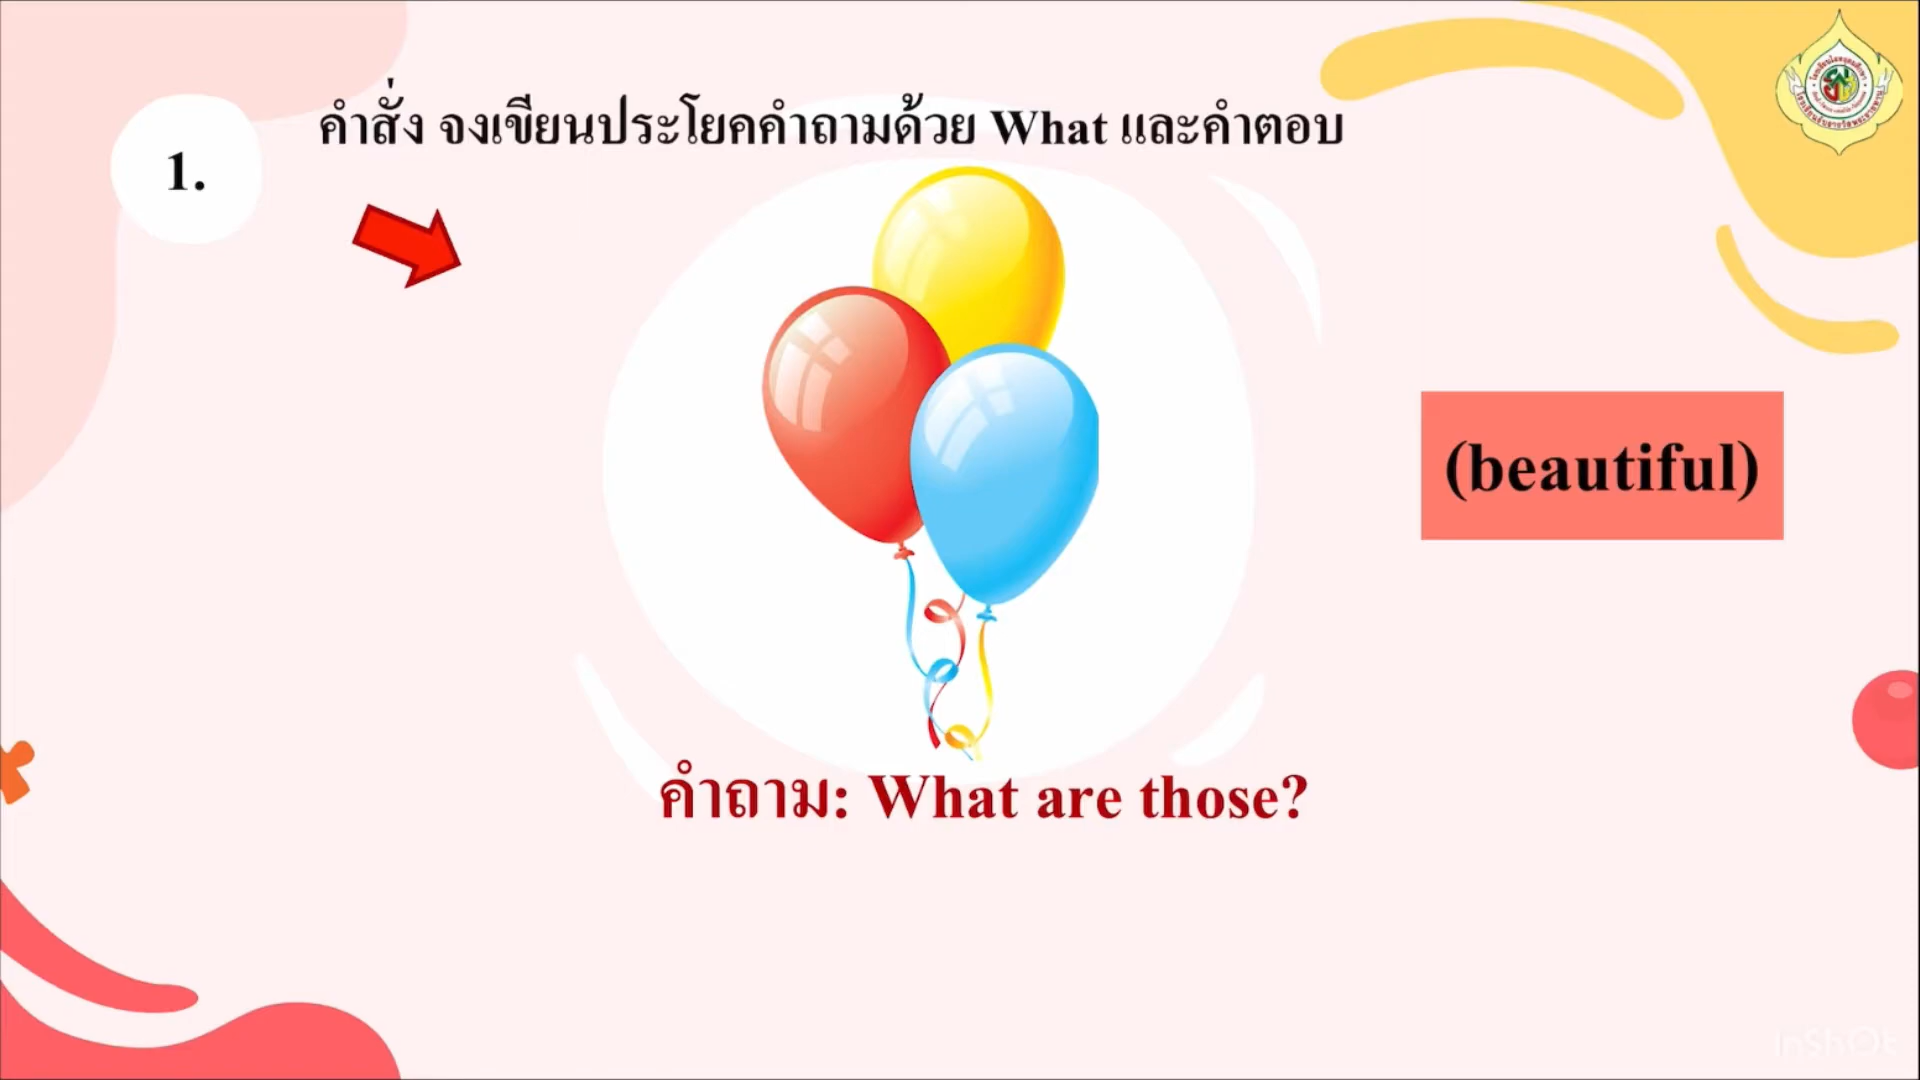 คำสั่ง จงเขียนประโยคคำถามด้วย What และคำตอบ
1.
(beautiful)
คำถาม: What are those?
InShOt